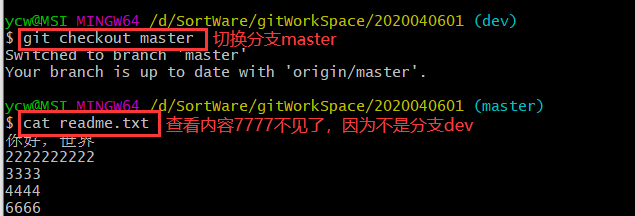 ycw@MSI MINGW64 /d/SortWare/gitWorkSpace/2020040601 (dev)
$ git checkout master 切换分支master
Switched to branch 'master'
Your branch is up to date with 'origin/master'.
ycw@MSI MINGW64 /d/SortWare/gitWorkSpace/2020040601 (master)
$ cat readme.txt 查看内容7777不见了，因为不是分支dev
你好，世界
2222222222
3333
4444
6666